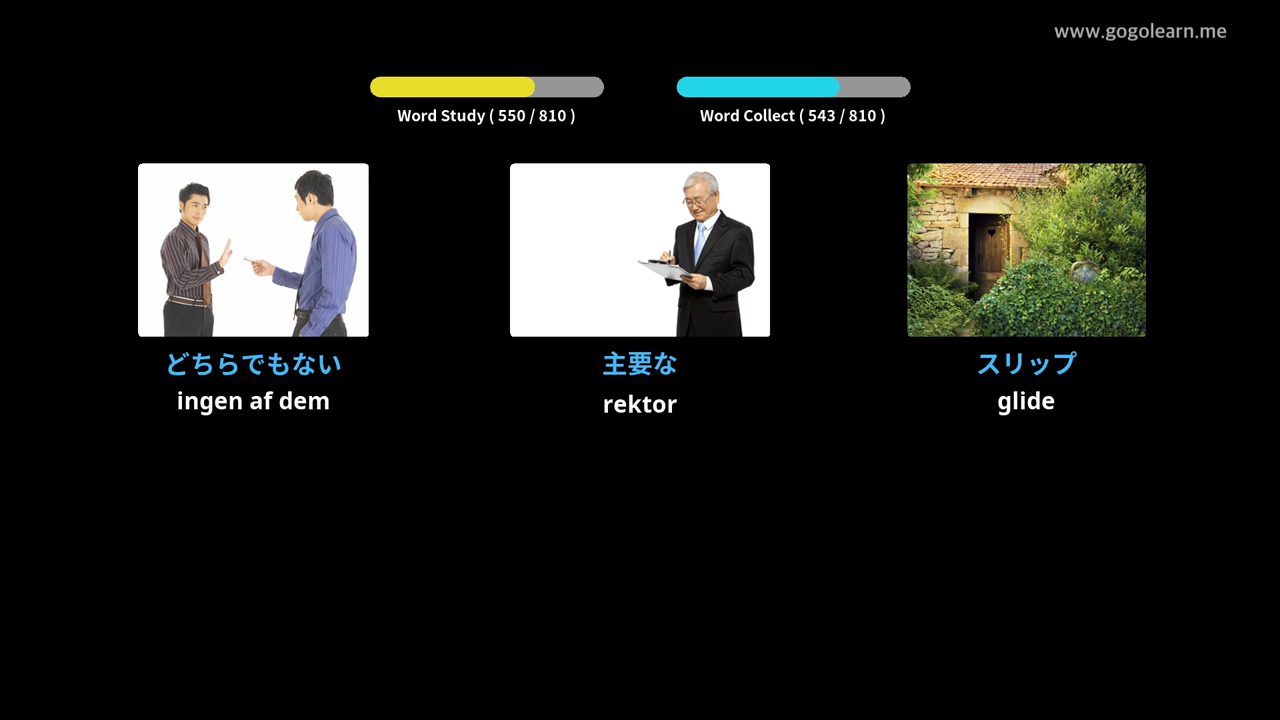 www.gogolearn.me
Word Study ( 550 / 810 )
Word Collect ( 543 / 810 )
どちらでもない
ingen af dem
主要な
rektor
スリップ
glide